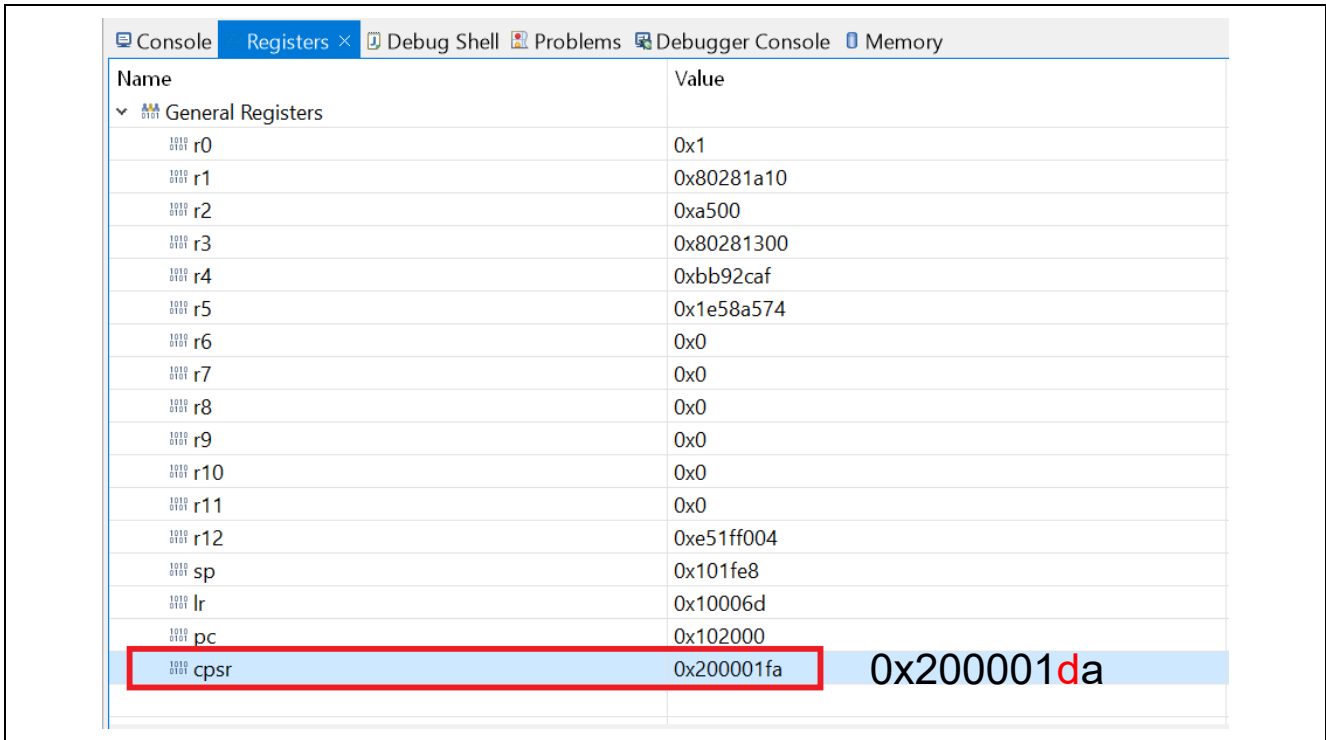 Console Registers × Debug Shell Problems Debugger Console Memory
Name Value
General Registers
r0 0x1
r1 0x80281a10
r2 0xa500
r3 0x80281300
r4 0xbb92caf
r5 0x1e58a574
r6 0x0
r7 0x0
r8 0x0
r9 0x0
r10 0x0
r11 0x0
r12 0xe51ff004
sp 0x101fe8
lr 0x10006d
pc 0x102000
cpsr 0x200001fa 0x200001da